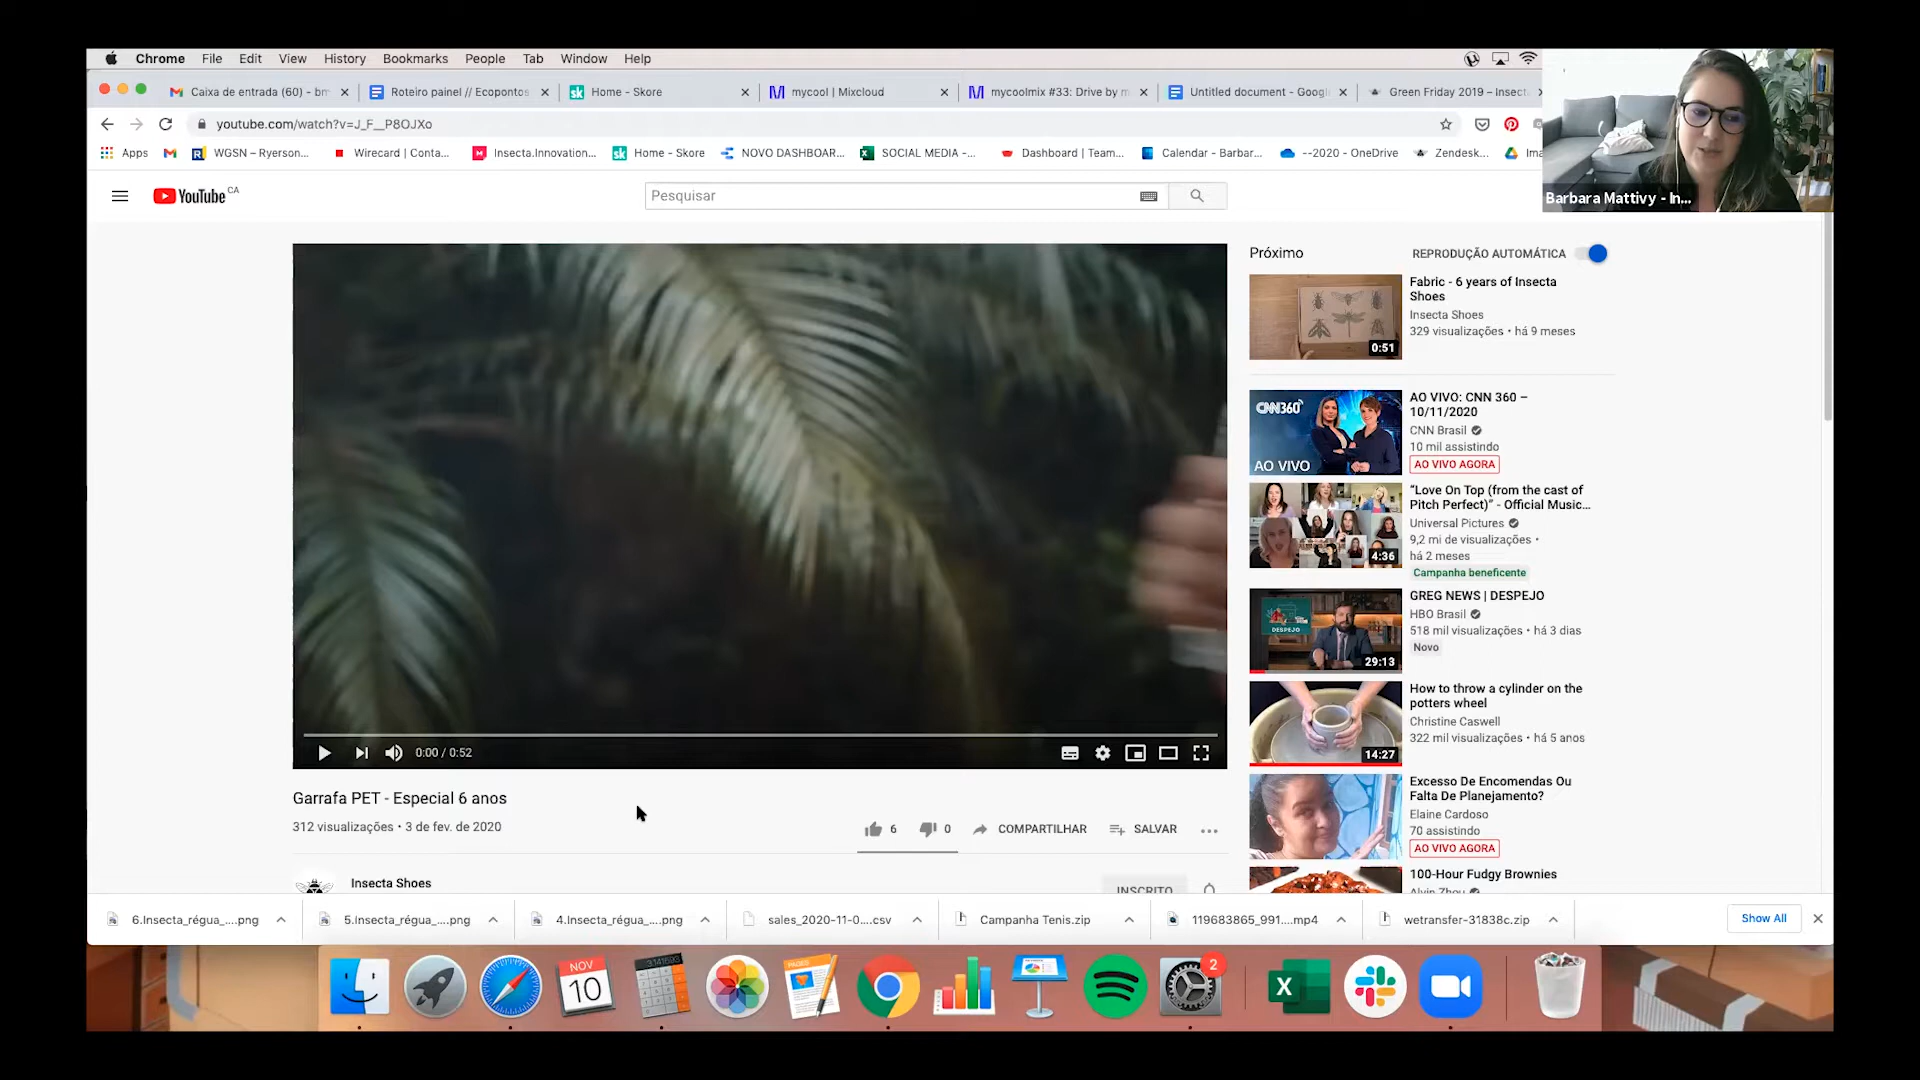 Chrome File Edit View History Bookmarks People Tab Window Help
Caixa de entrada (60) - bm
Roteiro painel // Ecopontos
Home - Skore
mycool | Mixcloud
mycoolmix #33: Drive by m
Untitled document - Googl
Green Friday 2019 – Insect
youtube.com/watch?v=J_F__P8OJXo
Apps
WGSN – Ryerson...
Wirecard | Conta...
Insecta.Innovation...
Home - Skore
NOVO DASHBOAR...
SOCIAL MEDIA -...
Dashboard | Team...
Calendar - Barbar...
--2020 - OneDrive
Zendesk...
Ima
Barbara Mattivy - In...
YouTube CA
Pesquisar
Próximo
REPRODUÇÃO AUTOMÁTICA
0:51
Fabric - 6 years of Insecta
Shoes
Insecta Shoes
329 visualizações • há 9 meses
CNN360°
AO VIVO
AO VIVO: CNN 360 –
10/11/2020
CNN Brasil
10 mil assistindo
AO VIVO AGORA
4:36
“Love On Top (from the cast of
Pitch Perfect)” - Official Music...
Universal Pictures
9,2 mi de visualizações •
há 2 meses
Campanha beneficente
DESPEJO
29:13
GREG NEWS | DESPEJO
HBO Brasil
518 mil visualizações • há 3 dias
Novo
14:27
How to throw a cylinder on the
potters wheel
Christine Caswell
322 mil visualizações • há 5 anos
Excesso De Encomendas Ou
Falta De Planejamento?
Elaine Cardoso
70 assistindo
AO VIVO AGORA
100-Hour Fudgy Brownies
Alvin Zhou
0:00 / 0:52
Garrafa PET - Especial 6 anos
312 visualizações • 3 de fev. de 2020
6
0
COMPARTILHAR
SALVAR
Insecta Shoes
INSCRITO
6.Insecta_régua_....png
5.Insecta_régua_....png
4.Insecta_régua_....png
sales_2020-11-0....csv
Campanha Tenis.zip
119683865_991....mp4
wetransfer-31838c.zip
Show All
NOV
10
PAGES
2
X